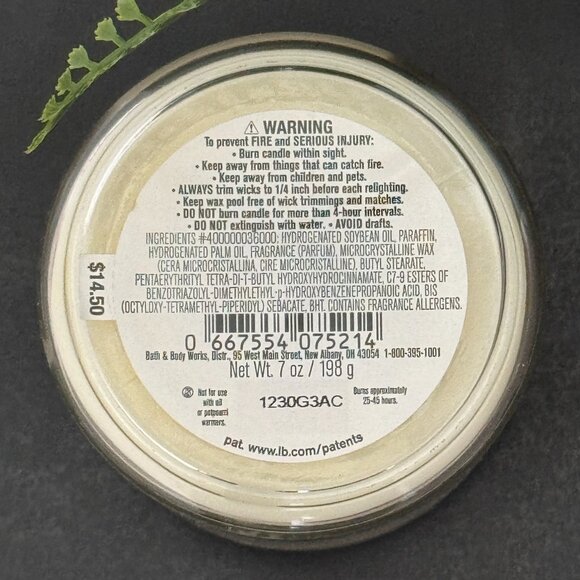 ⚠ WARNING
To prevent FIRE and SERIOUS INJURY:
• Burn candle within sight.
• Keep away from things that can catch fire.
• Keep away from children and pets.
• ALWAYS trim wicks to 1/4 inch before each relighting.
• Keep wax pool free of wick trimmings and matches.
• DO NOT burn candle for more than 4-hour intervals.
• DO NOT extinguish with water. • AVOID drafts.
INGREDIENTS #400000036000: HYDROGENATED SOYBEAN OIL, PARAFFIN,
HYDROGENATED PALM OIL, FRAGRANCE (PARFUM), MICROCRYSTALLINE WAX
(CERA MICROCRISTALLINA, CIRE MICROCRISTALLINE), BUTYL STEARATE,
PENTAERYTHRITYL TETRA-DI-T-BUTYL HYDROXYHYDROCINNAMATE, C7-9 ESTERS OF
BENZOTRIAZOLYL-DIMETHYLETHYL-p-HYDROXYBENZENEPROPANOIC ACID, BIS
(OCTYLOXY-TETRAMETHYL-PIPERIDYL) SEBACATE, BHT. CONTAINS FRAGRANCE ALLERGENS.
$14.50
0 667554 075214
Bath & Body Works, Distr., 95 West Main Street, New Albany, OH 43054 1-800-395-1001
Net Wt. 7 oz / 198 g
Not for use
with oil
or potpourri
warmers.
1230G3AC
Burns approximately
25-45 hours.
pat. www.lb.com/patents